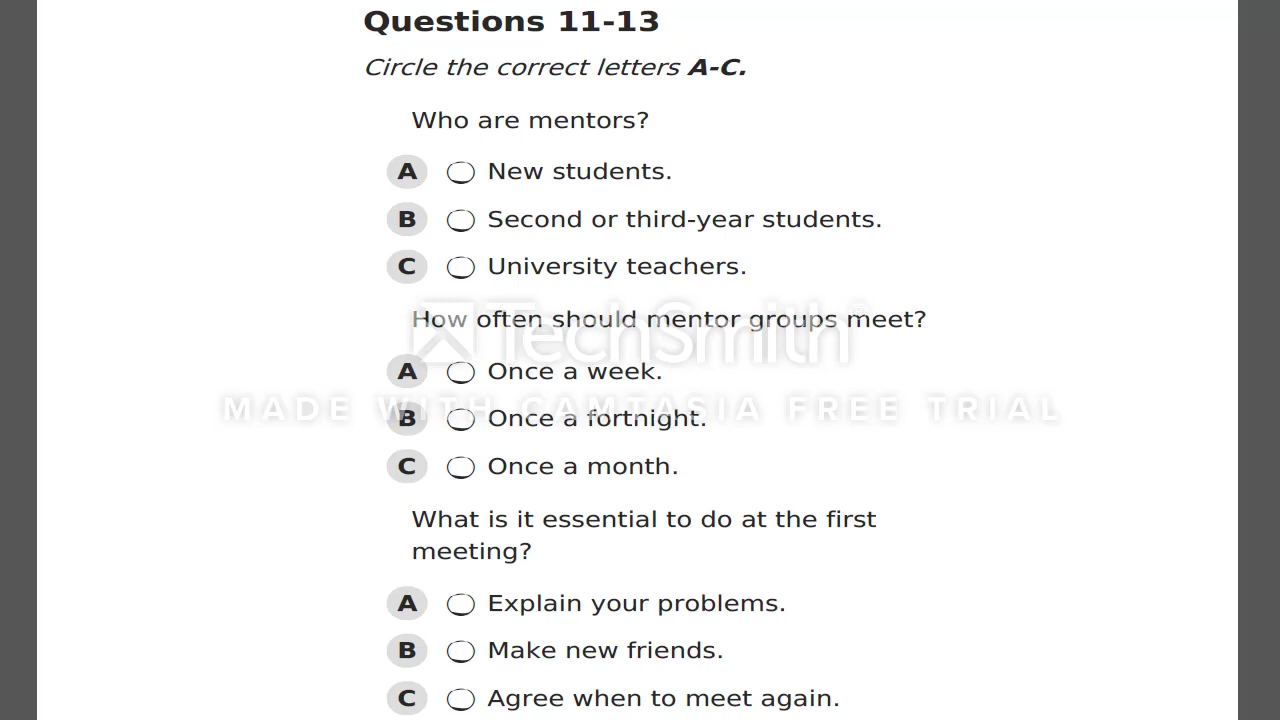 Questions 11-13
Circle the correct letters A-C.
Who are mentors?
A New students.
B Second or third-year students.
C University teachers.
How often should mentor groups meet?
TechSmith
A Once a week.
MADE WITH CAMTASIA FREE TRIAL
B Once a fortnight.
C Once a month.
What is it essential to do at the first
meeting?
A Explain your problems.
B Make new friends.
C Agree when to meet again.